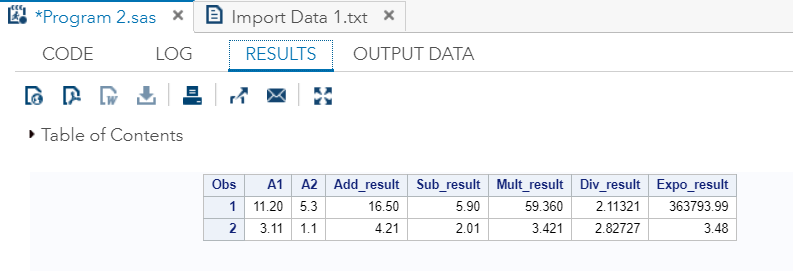 *Program 2.sas × Import Data 1.txt ×
CODE LOG RESULTS OUTPUT DATA
Table of Contents
Obs A1 A2 Add_result Sub_result Mult_result Div_result Expo_result
1 11.20 5.3 16.50 5.90 59.360 2.11321 363793.99
2 3.11 1.1 4.21 2.01 3.421 2.82727 3.48